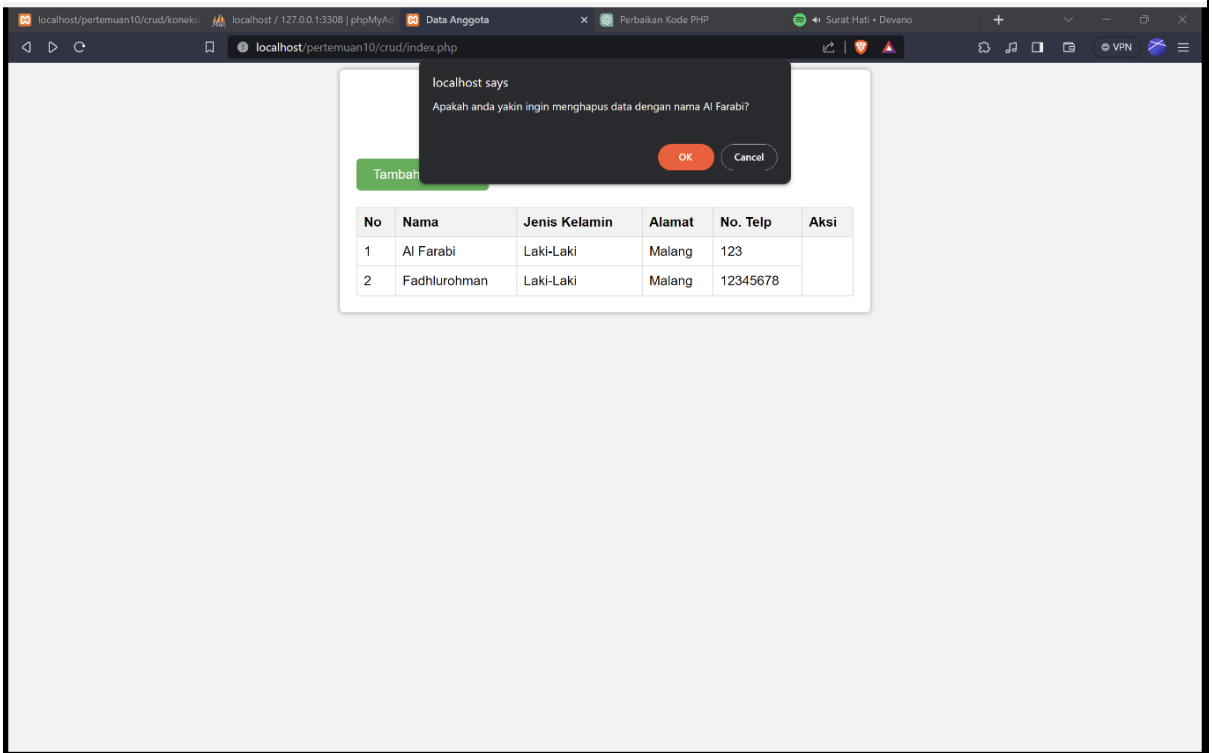 localhost/pertemuan10/crud/koneks
localhost / 127.0.0.1:3308 | phpMyAd
Data Anggota
Perbaikan Kode PHP
Surat Hati • Devano
localhost/pertemuan10/crud/index.php
VPN
localhost says
Apakah anda yakin ingin menghapus data dengan nama Al Farabi?
OK Cancel
Tambah
No Nama Jenis Kelamin Alamat No. Telp Aksi
1 Al Farabi Laki-Laki Malang 123
2 Fadhlurohman Laki-Laki Malang 12345678